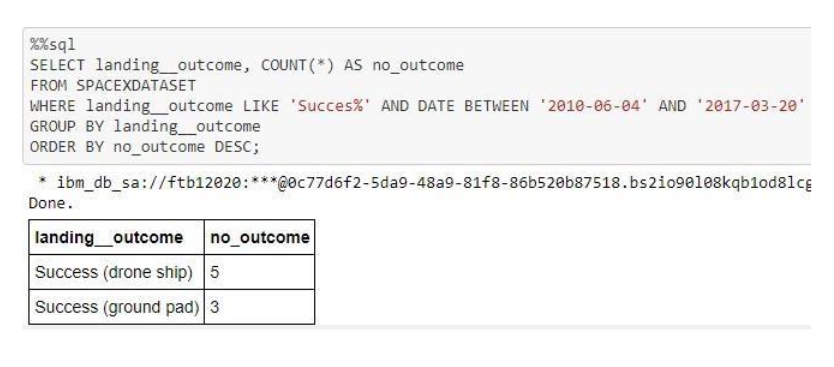 %%sql
SELECT landing__outcome, COUNT(*) AS no_outcome
FROM SPACEXDATASET
WHERE landing__outcome LIKE 'Succes%' AND DATE BETWEEN '2010-06-04' AND '2017-03-20'
GROUP BY landing__outcome
ORDER BY no_outcome DESC;
* ibm_db_sa://ftb12020:***@0c77d6f2-5da9-48a9-81f8-86b520b87518.bs2io90l08kqb1od8lcg
Done.
landing__outcome no_outcome
Success (drone ship) 5
Success (ground pad) 3